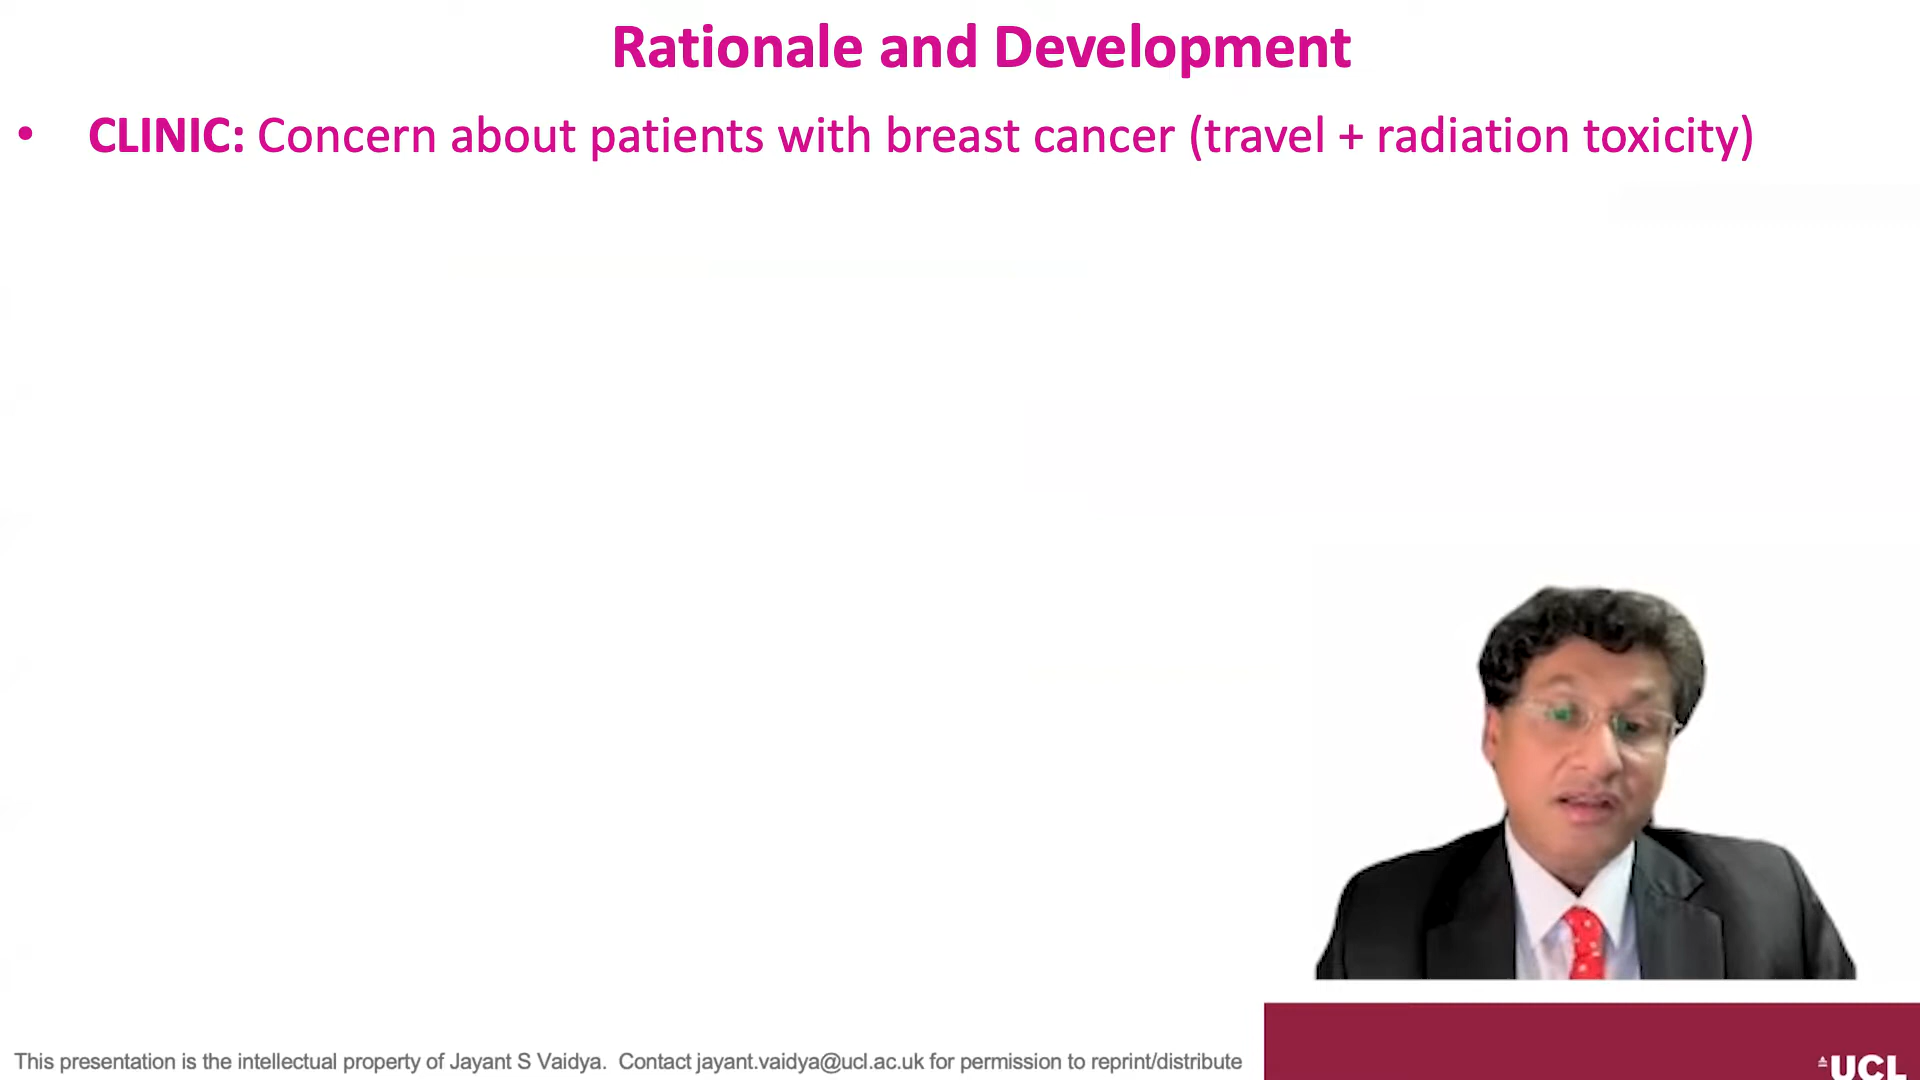 Rationale and Development
• CLINIC: Concern about patients with breast cancer (travel + radiation toxicity)
This presentation is the intellectual property of Jayant S Vaidya. Contact jayant.vaidya@ucl.ac.uk for permission to reprint/distribute
UCL